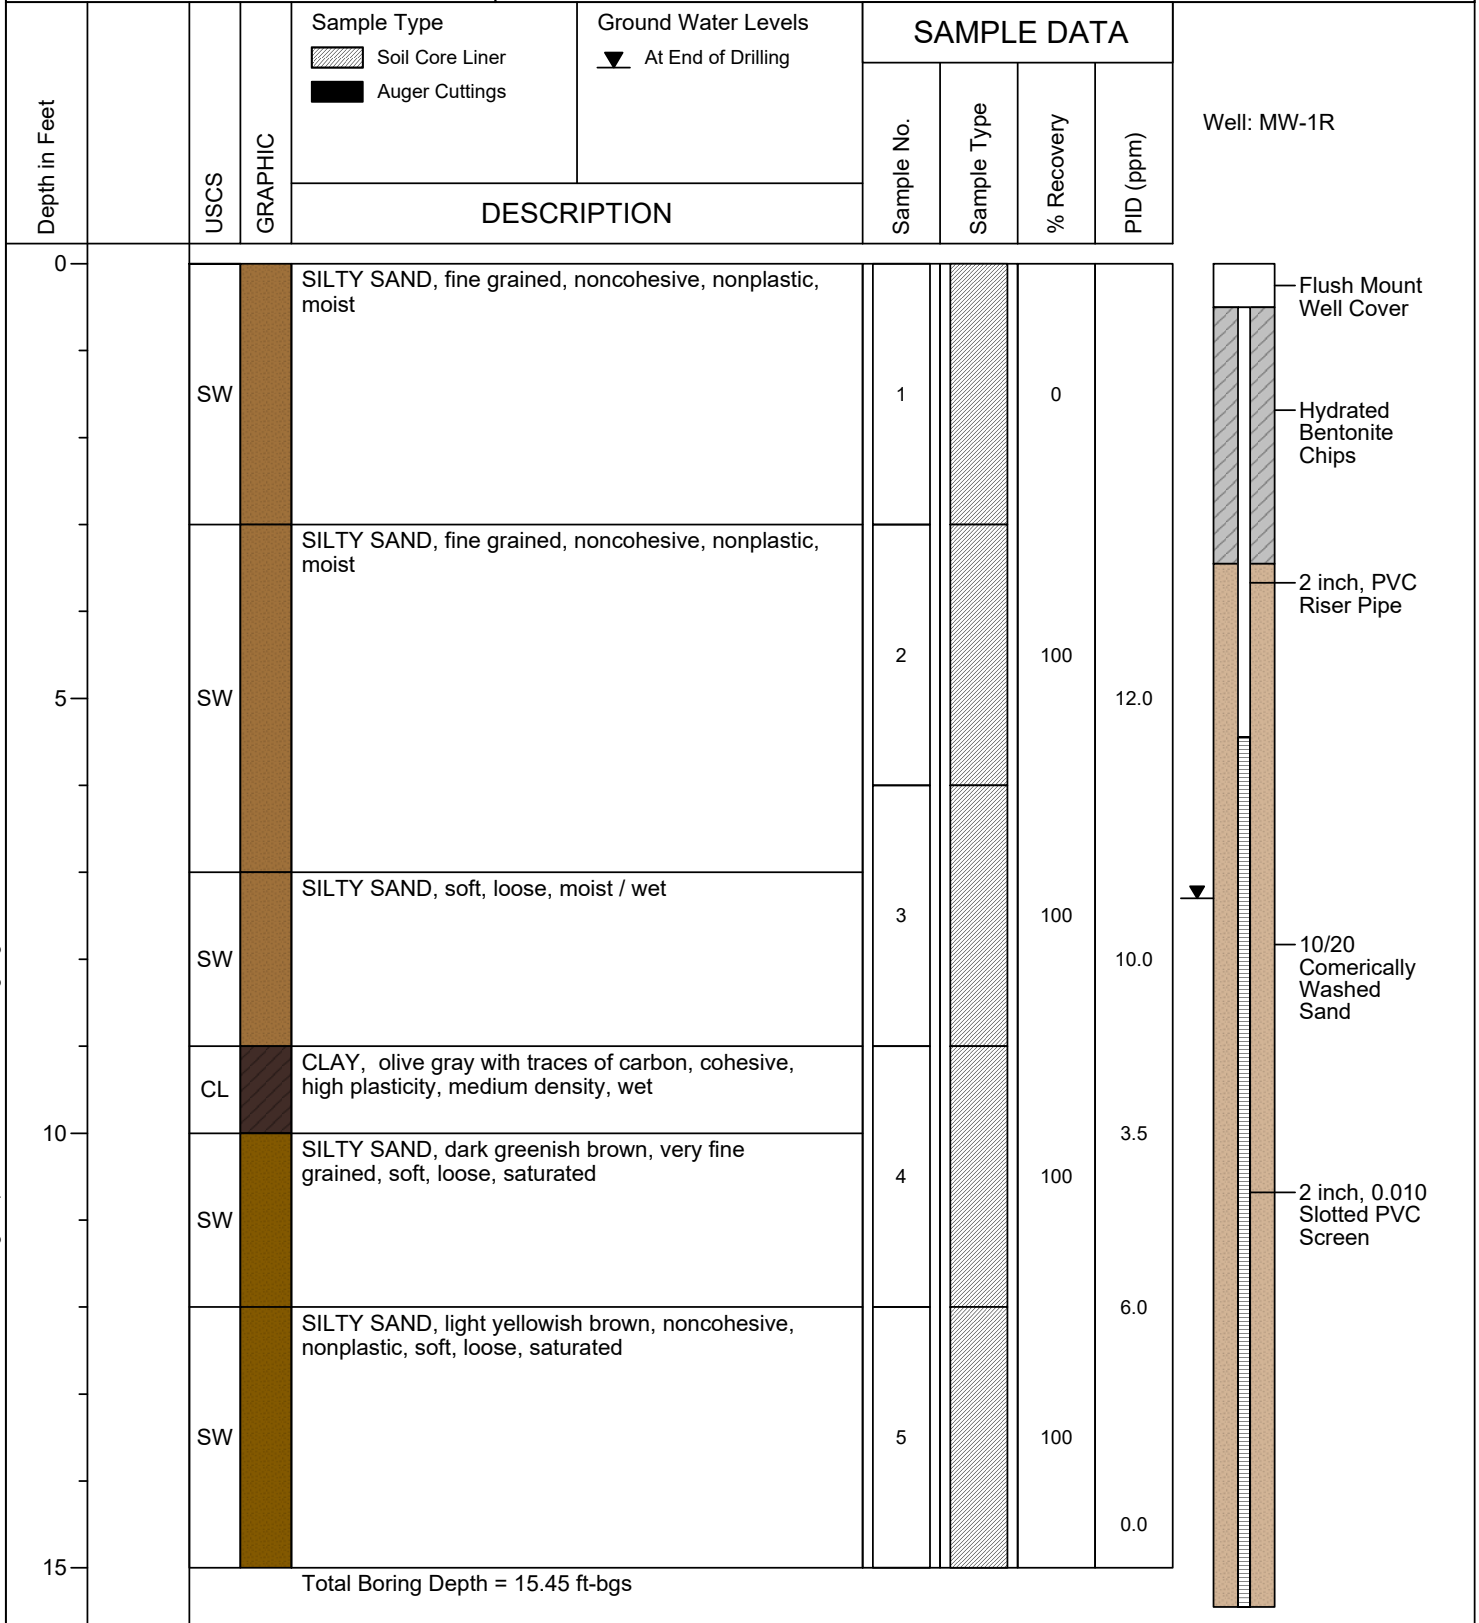 Sample Type
Soil Core Liner
Auger Cuttings
Ground Water Levels
At End of Drilling
SAMPLE DATA
Depth in Feet
USCS
GRAPHIC
DESCRIPTION
Sample No.
Sample Type
% Recovery
PID (ppm)
Well: MW-1R
0
SILTY SAND, fine grained, noncohesive, nonplastic,
moist
SW
1
0
Flush Mount
Well Cover
Hydrated
Bentonite
Chips
SILTY SAND, fine grained, noncohesive, nonplastic,
moist
2 inch, PVC
Riser Pipe
2
100
5
SW
12.0
SILTY SAND, soft, loose, moist / wet
3
100
SW
10.0
10/20
Comerically
Washed
Sand
CLAY, olive gray with traces of carbon, cohesive,
high plasticity, medium density, wet
CL
10
3.5
SILTY SAND, dark greenish brown, very fine
grained, soft, loose, saturated
4
100
SW
2 inch, 0.010
Slotted PVC
Screen
6.0
SILTY SAND, light yellowish brown, noncohesive,
nonplastic, soft, loose, saturated
SW
5
100
0.0
15
Total Boring Depth = 15.45 ft-bgs